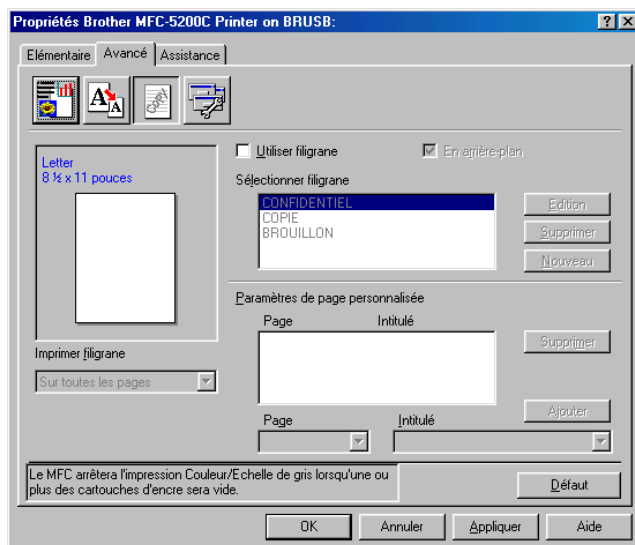 Propriétés Brother MFC-5200C Printer on BRUSB:
Elémentaire
Avancé
Assistance
Letter
8 ½ x 11 pouces
Imprimer filigrane
Sur toutes les pages
Utiliser filigrane
En arrière-plan
Sélectionner filigrane
CONFIDENTIEL
COPIE
BROUILLON
Edition
Supprimer
Nouveau
Paramètres de page personnalisée
Page Intitulé
Supprimer
Ajouter
Page Intitulé
Le MFC arrêtera l'impression Couleur/Echelle de gris lorsqu'une ou
plus des cartouches d'encre sera vide.
Défaut
OK
Annuler
Appliquer
Aide